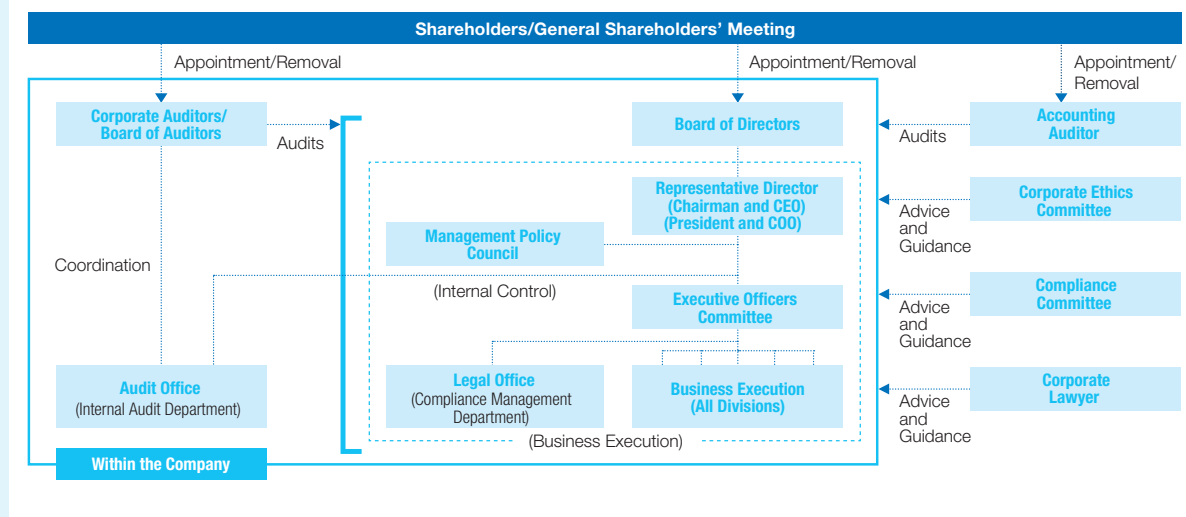 Shareholders/General Shareholders' Meeting
Appointment/Removal
Appointment/Removal
Appointment/
Removal
Corporate Auditors/
Board of Auditors
Audits
Board of Directors
Audits
Accounting
Auditor
Representative Director
(Chairman and CEO)
(President and COO)
Advice
and
Guidance
Corporate Ethics
Committee
Management Policy
Council
Coordination
(Internal Control)
Executive Officers
Committee
Advice
and
Guidance
Compliance
Committee
Audit Office
(Internal Audit Department)
Legal Office
(Compliance Management
Department)
Business Execution
(All Divisions)
Advice
and
Guidance
Corporate
Lawyer
(Business Execution)
Within the Company